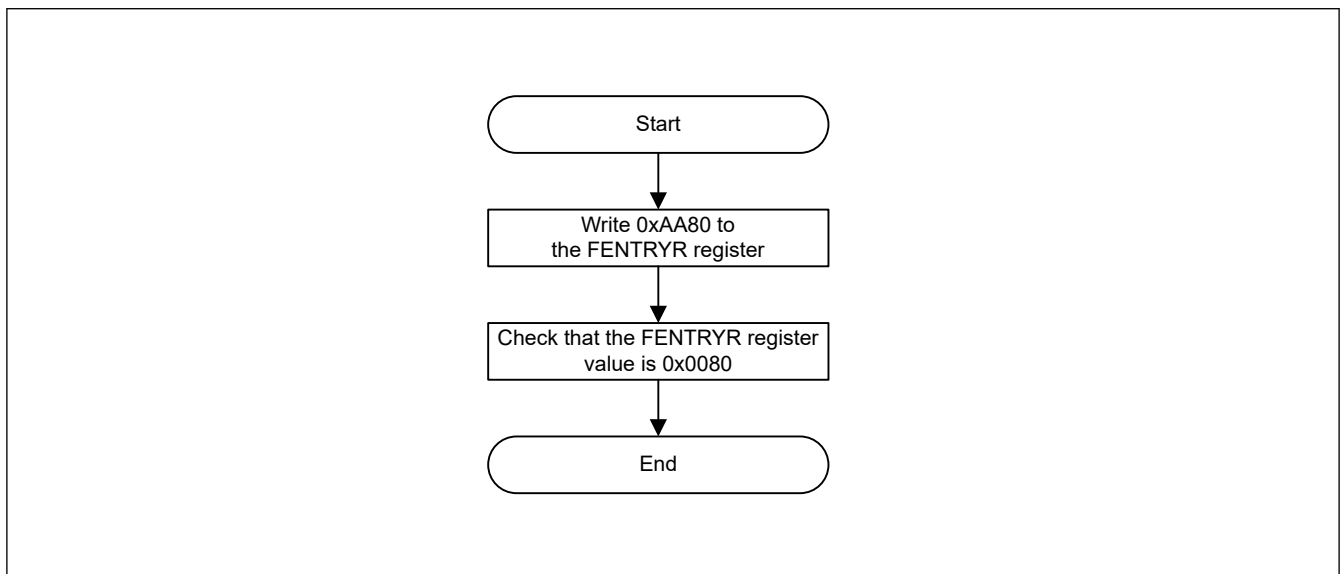 Start
Write 0xAA80 to
the FENTRYR register
Check that the FENTRYR register
value is 0x0080
End